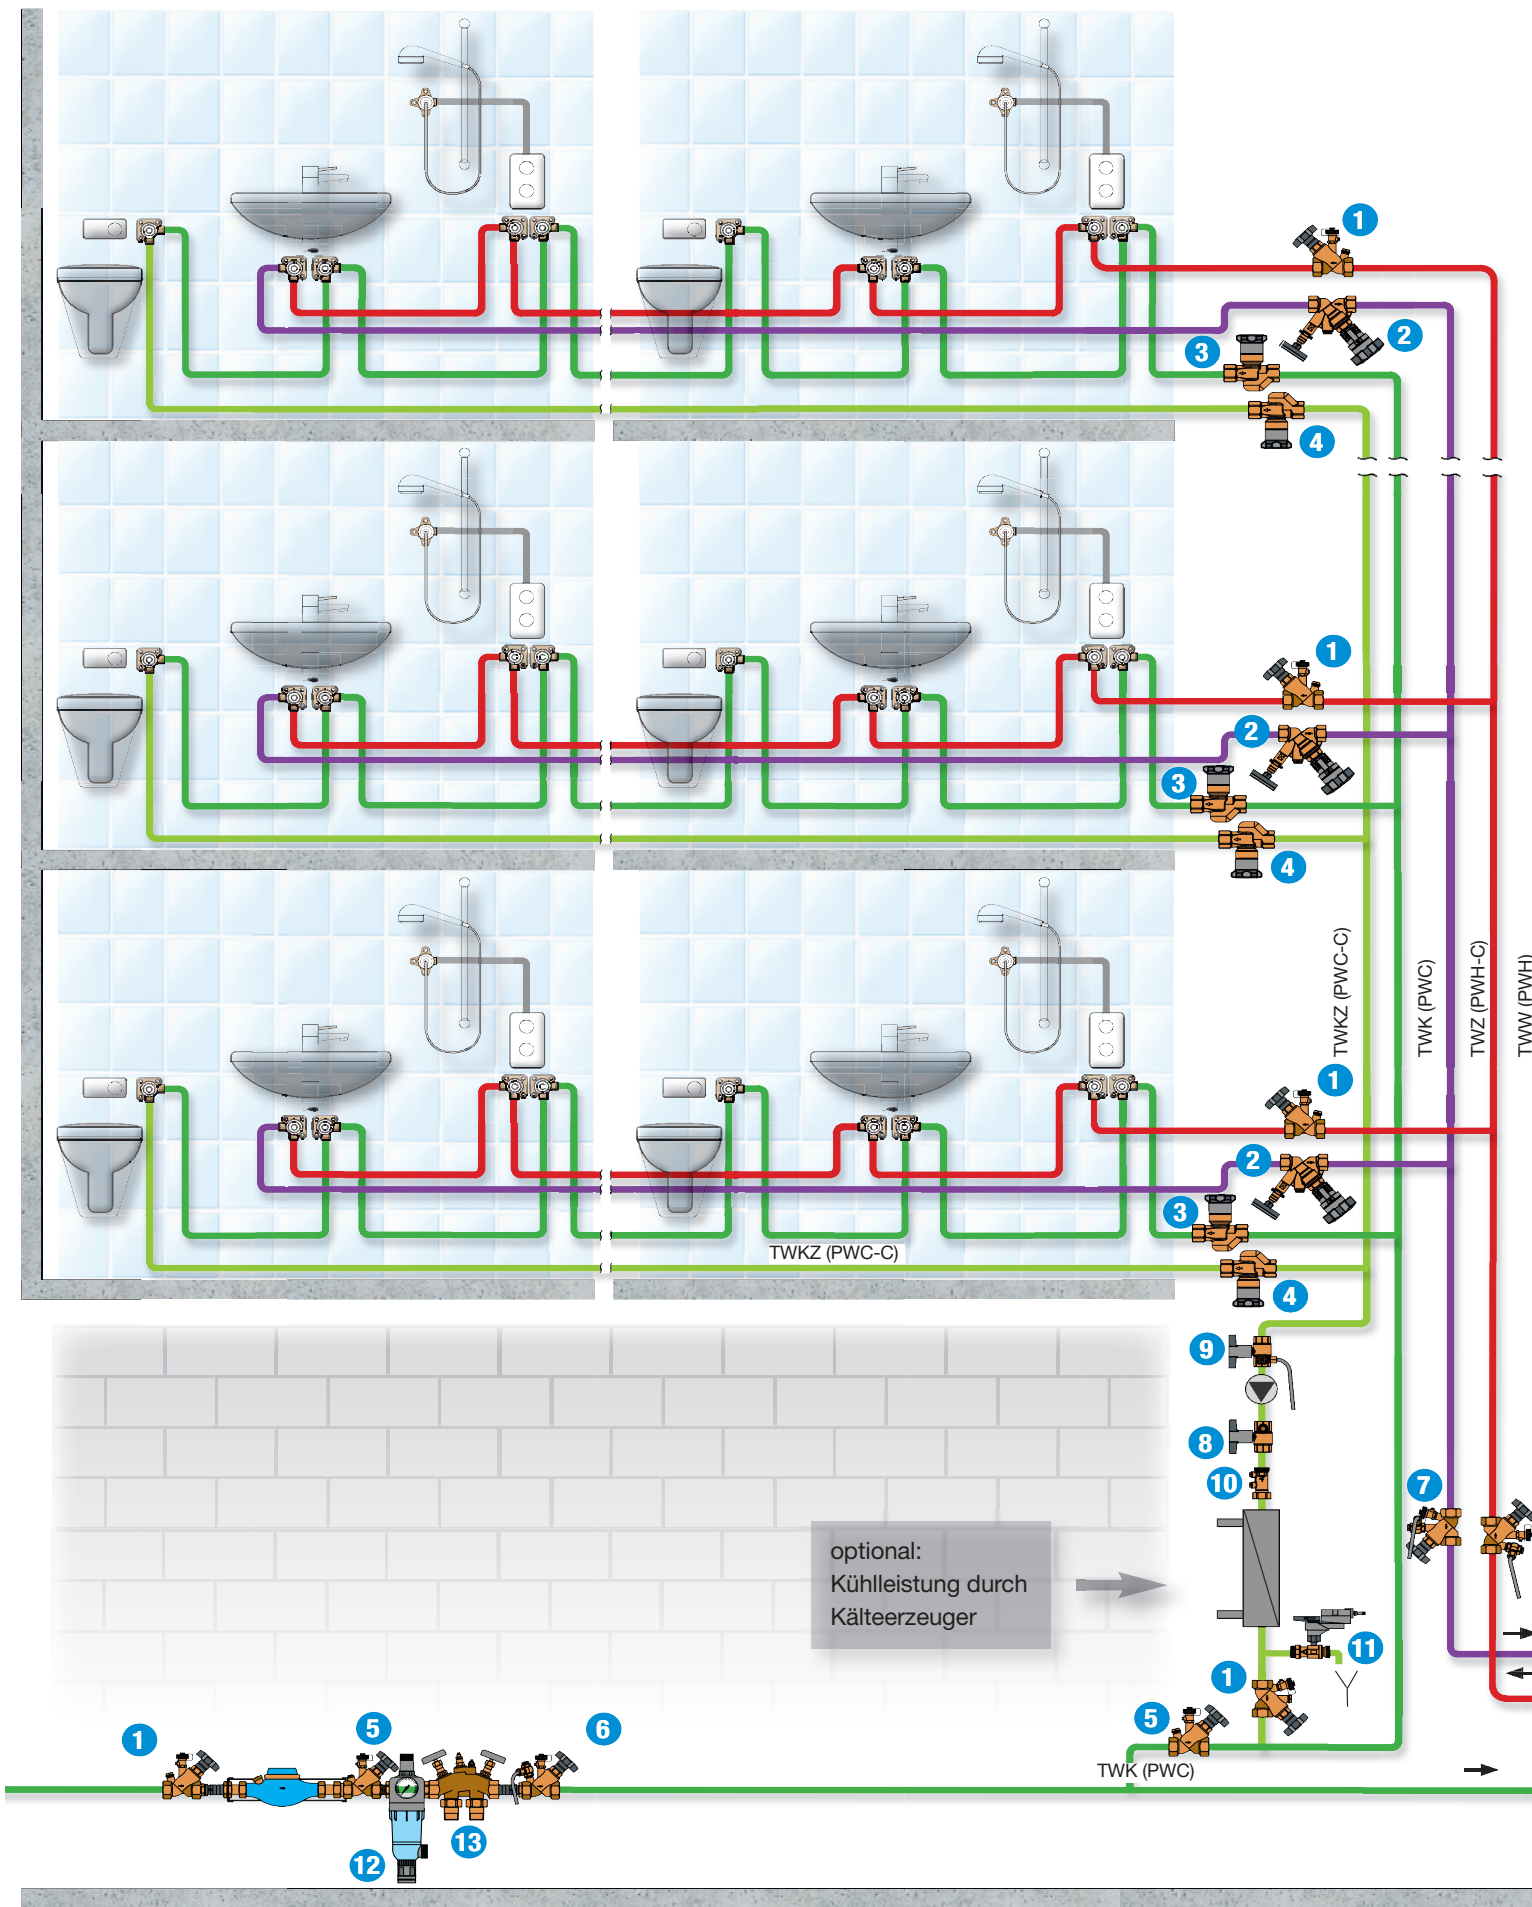 1
2
3
4
1
2
3
4
TWKZ (PWC-C)
TWK (PWC)
TWZ (PWH-C)
TWW (PWH)
1
2
3
TWKZ (PWC-C)
4
9
8
10
7
optional:
Kühlleistung durch
Kälteerzeuger
11
1
5
6
5
1
TWK (PWC)
13
12